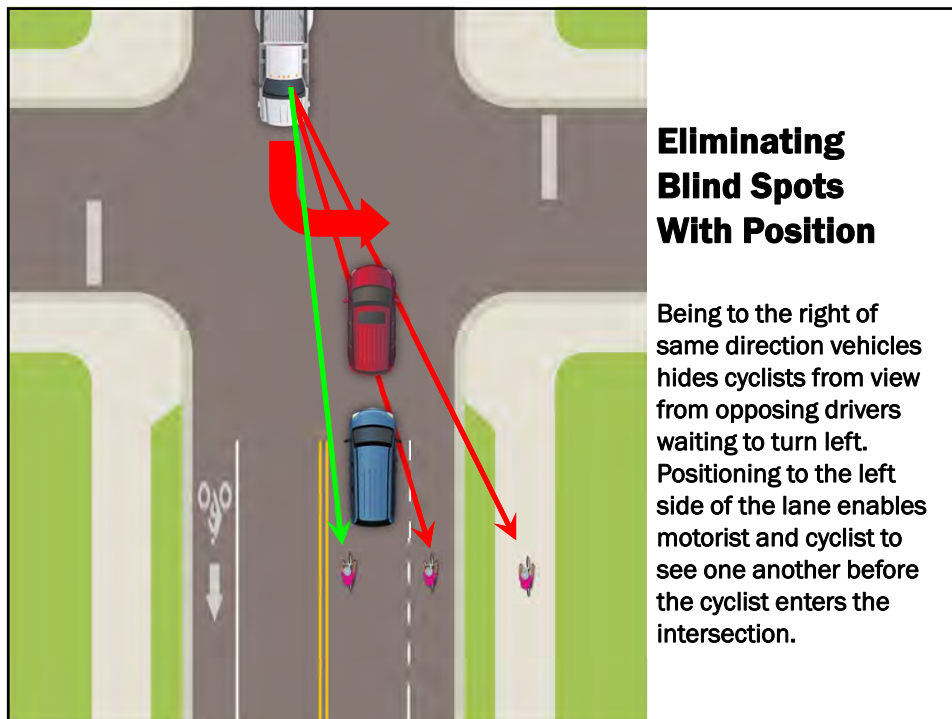 Eliminating
Blind Spots
With Position
Being to the right of
same direction vehicles
hides cyclists from view
from opposing drivers
waiting to turn left.
Positioning to the left
side of the lane enables
motorist and cyclist to
see one another before
the cyclist enters the
intersection.